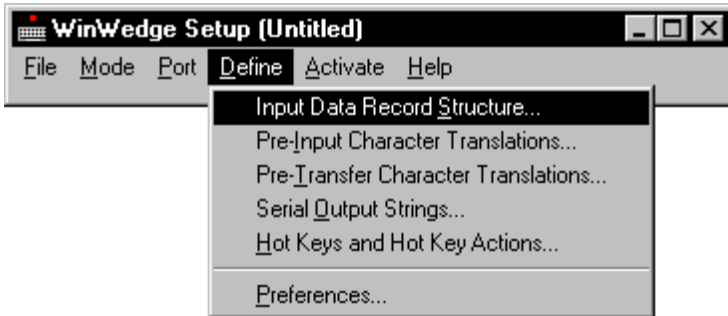 WinWedge Setup (Untitled)
File Mode Port Define Activate Help
Input Data Record Structure...
Pre-Input Character Translations...
Pre-Transfer Character Translations...
Serial Output Strings...
Hot Keys and Hot Key Actions...
Preferences...